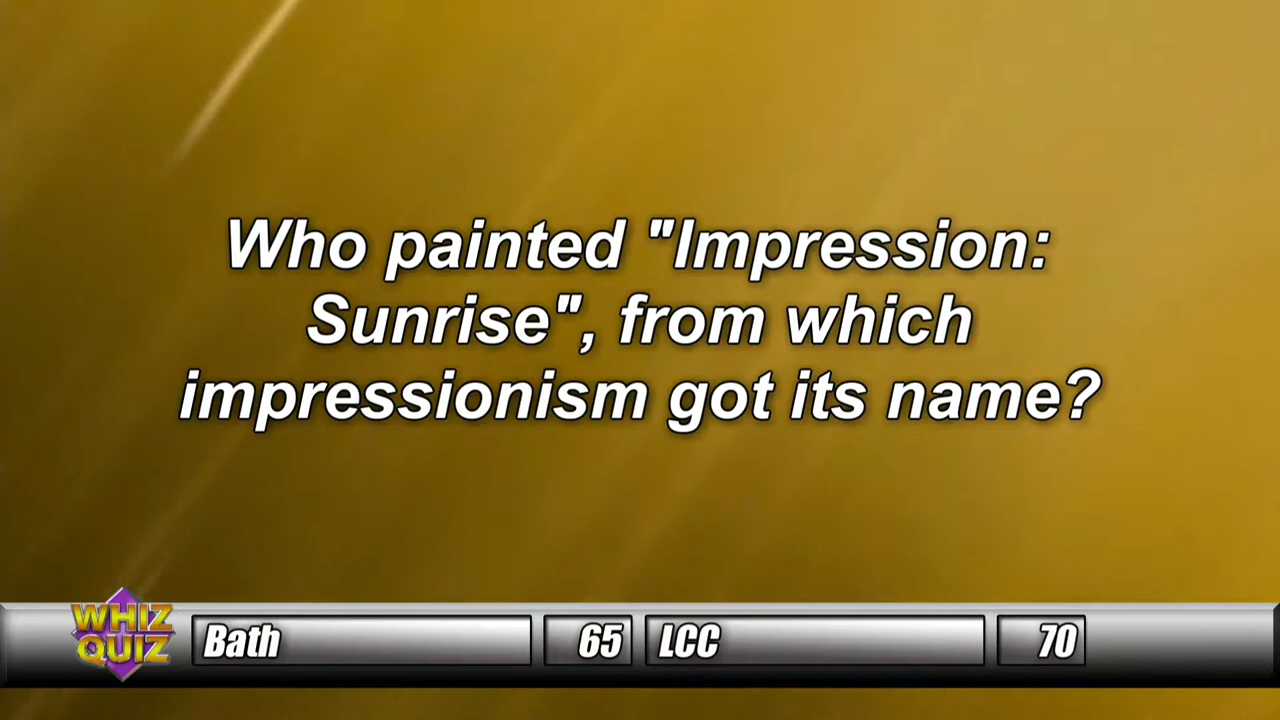 Who painted "Impression:
Sunrise", from which
impressionism got its name?
WHIZ
QUIZ
Bath 65 LCC 70